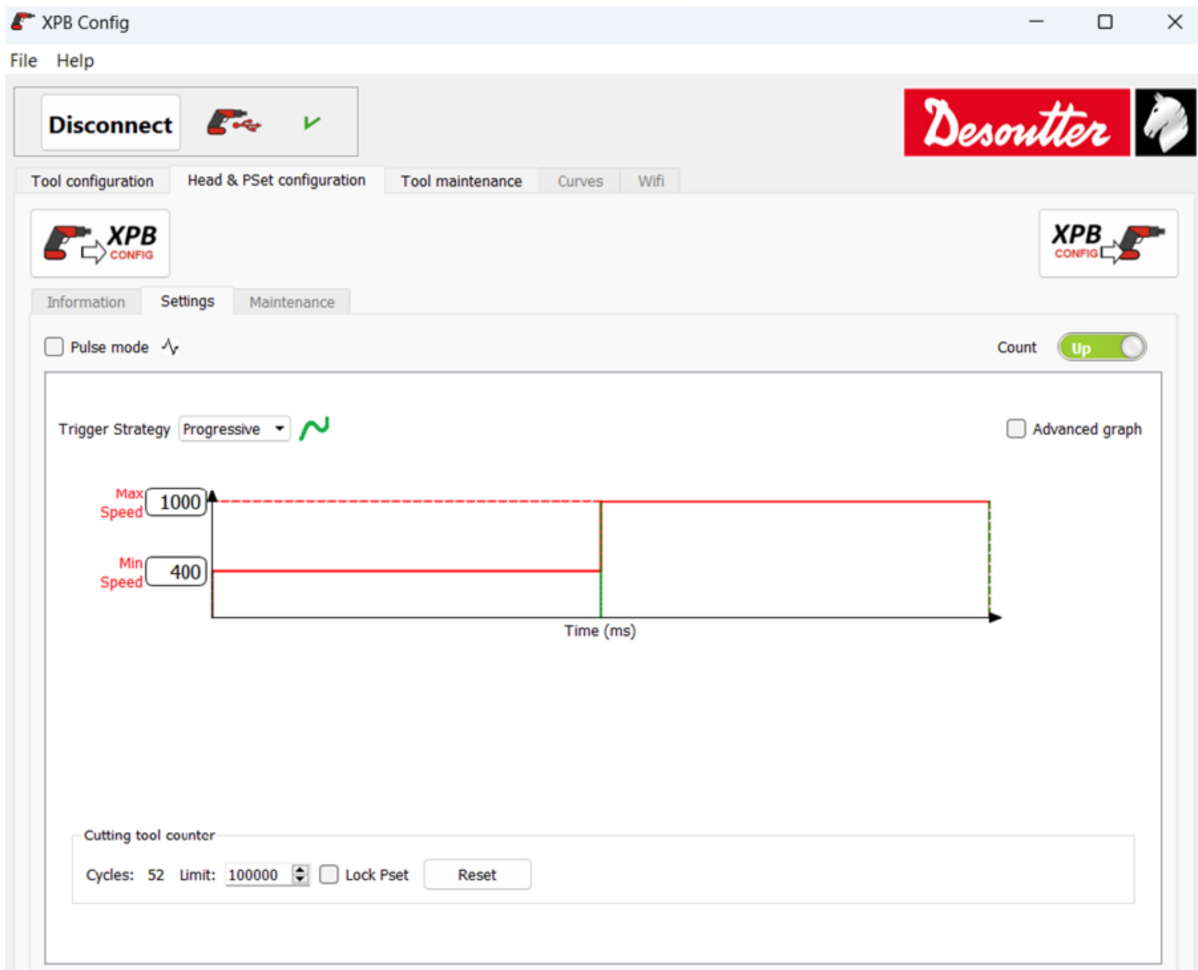 XPB Config
File Help
Disconnect
Desoutter
Tool configuration Head & PSet configuration Tool maintenance Curves Wifi
XPB CONFIG
XPB CONFIG
Information Settings Maintenance
Pulse mode
Count Up
Trigger Strategy Progressive
Advanced graph
Max Speed 1000
Min Speed 400
Time (ms)
Cutting tool counter
Cycles: 52 Limit: 100000 Lock Pset Reset